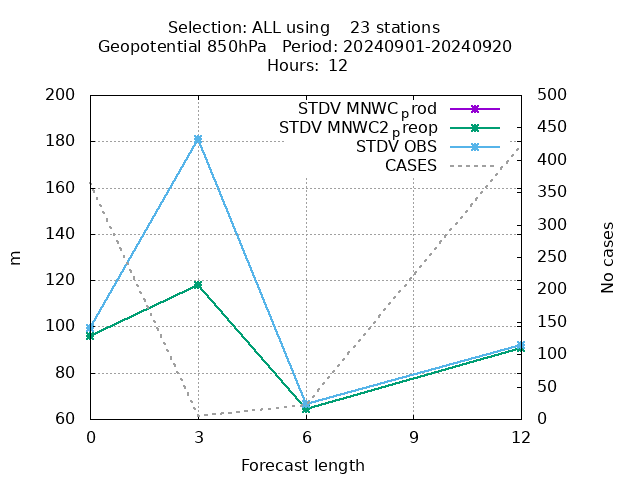 Selection: ALL using    23 stations
Geopotential 850hPa   Period: 20240901-20240920
Hours:  12
STDV MNWC_prod
STDV MNWC2_preop
STDV OBS
CASES
200
180
160
140
120
100
80
60
500
450
400
350
300
250
200
150
100
50
0
m
No cases
0 3 6 9 12
Forecast length